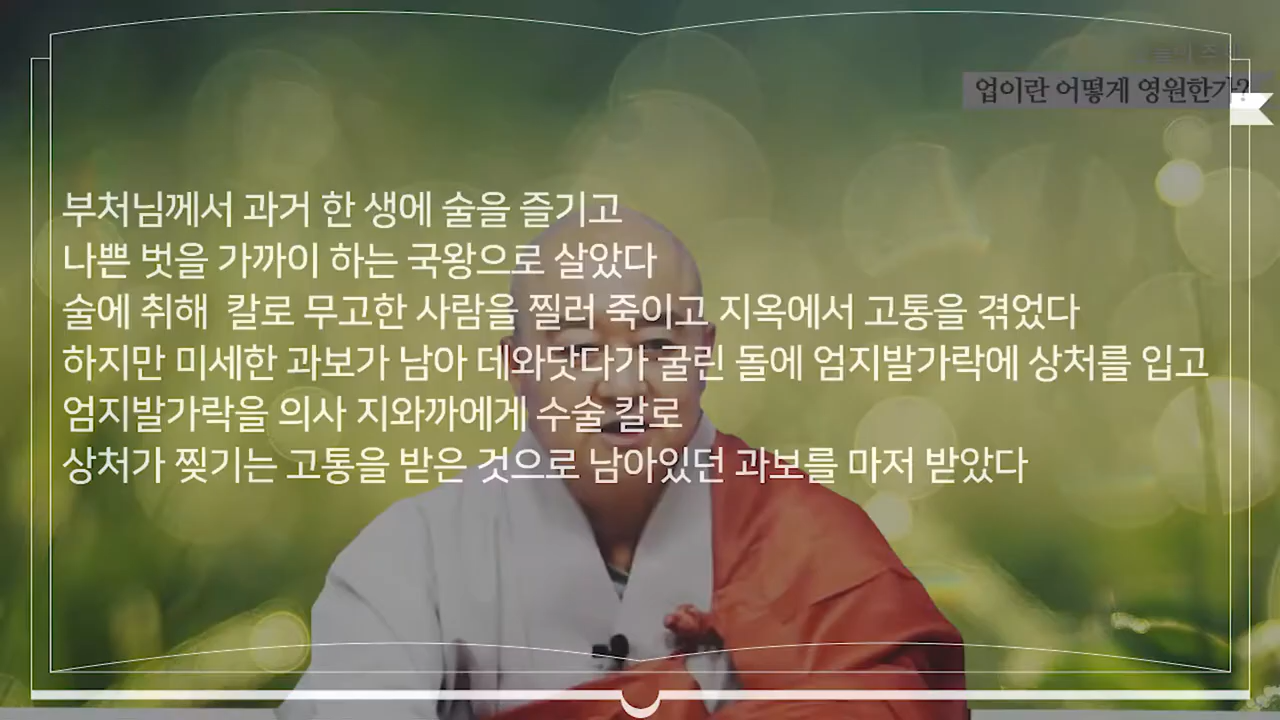 업이란 어떻게 영원한가?
부처님께서 과거 한 생에 술을 즐기고
나쁜 벗을 가까이 하는 국왕으로 살았다
술에 취해 칼로 무고한 사람을 찔러 죽이고 지옥에서 고통을 겪었다
하지만 미세한 과보가 남아 데와닷다가 굴린 돌에 엄지발가락에 상처를 입고
엄지발가락을 의사 지와까에게 수술 칼로
상처가 찢기는 고통을 받은 것으로 남아있던 과보를 마저 받았다